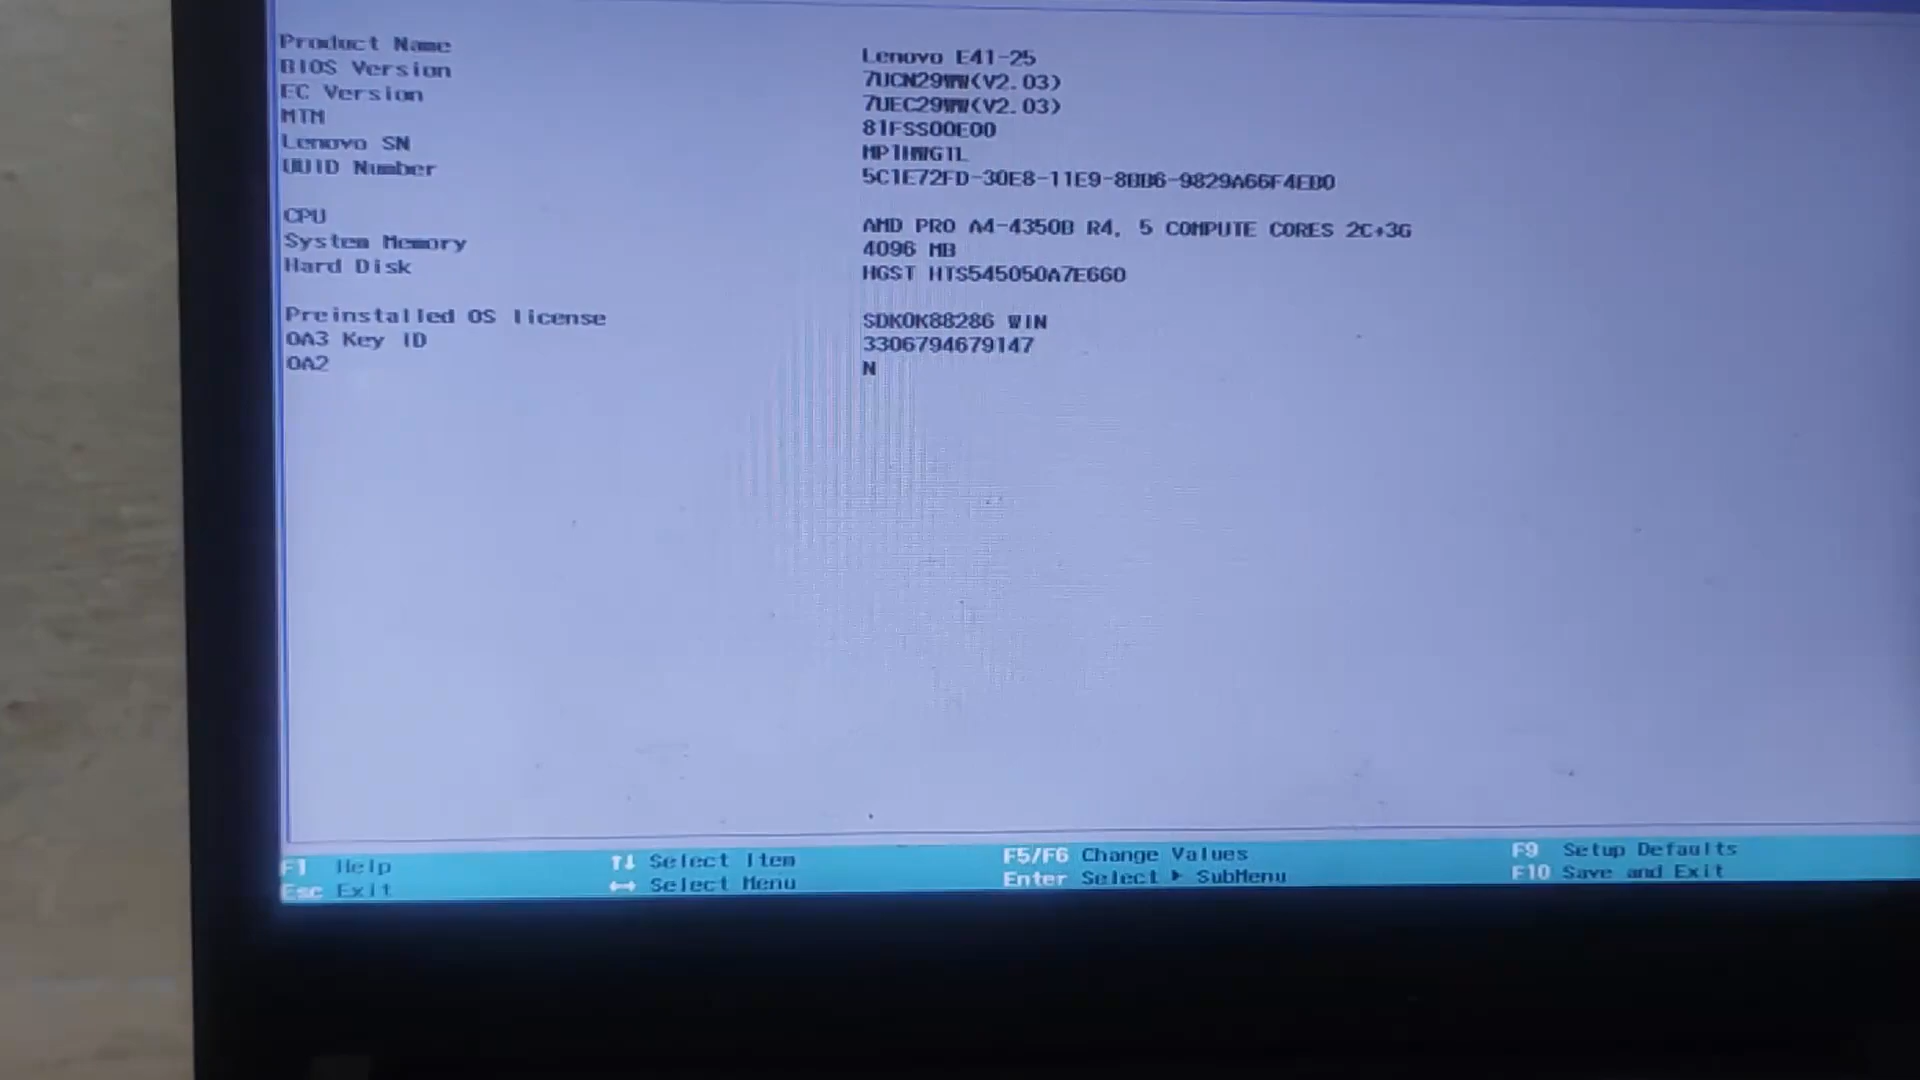 Product Name Lenovo E41-25
BIOS Version 7UCN29WW(V2.03)
EC Version 7UEC29WW(V2.03)
MTM 81FSS00E00
Lenovo SN MP1HWG1L
UUID Number 5C1E72FD-30E8-11E9-8BB6-9829A66F4EB0
CPU AMD PRO A4-4350B R4, 5 COMPUTE CORES 2C+3G
System Memory 4096 MB
Hard Disk HGST HTS545050A7E660
Preinstalled OS license SDK0K88286 WIN
OA3 Key ID 3306794679147
OA2 N
F1 Help ↑↓ Select Item F5/F6 Change Values F9 Setup Defaults
Esc Exit ↔ Select Menu Enter Select ▸ SubMenu F10 Save and Exit